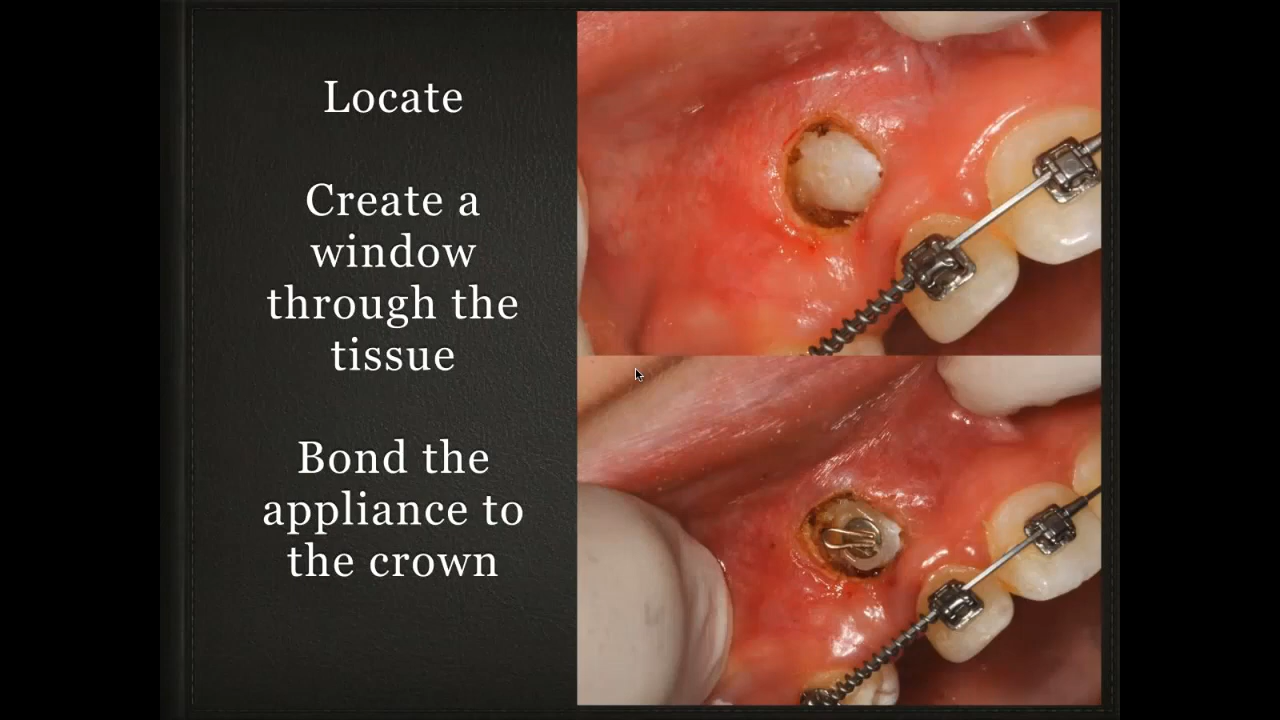 Locate
Create a
window
through the
tissue
Bond the
appliance to
the crown